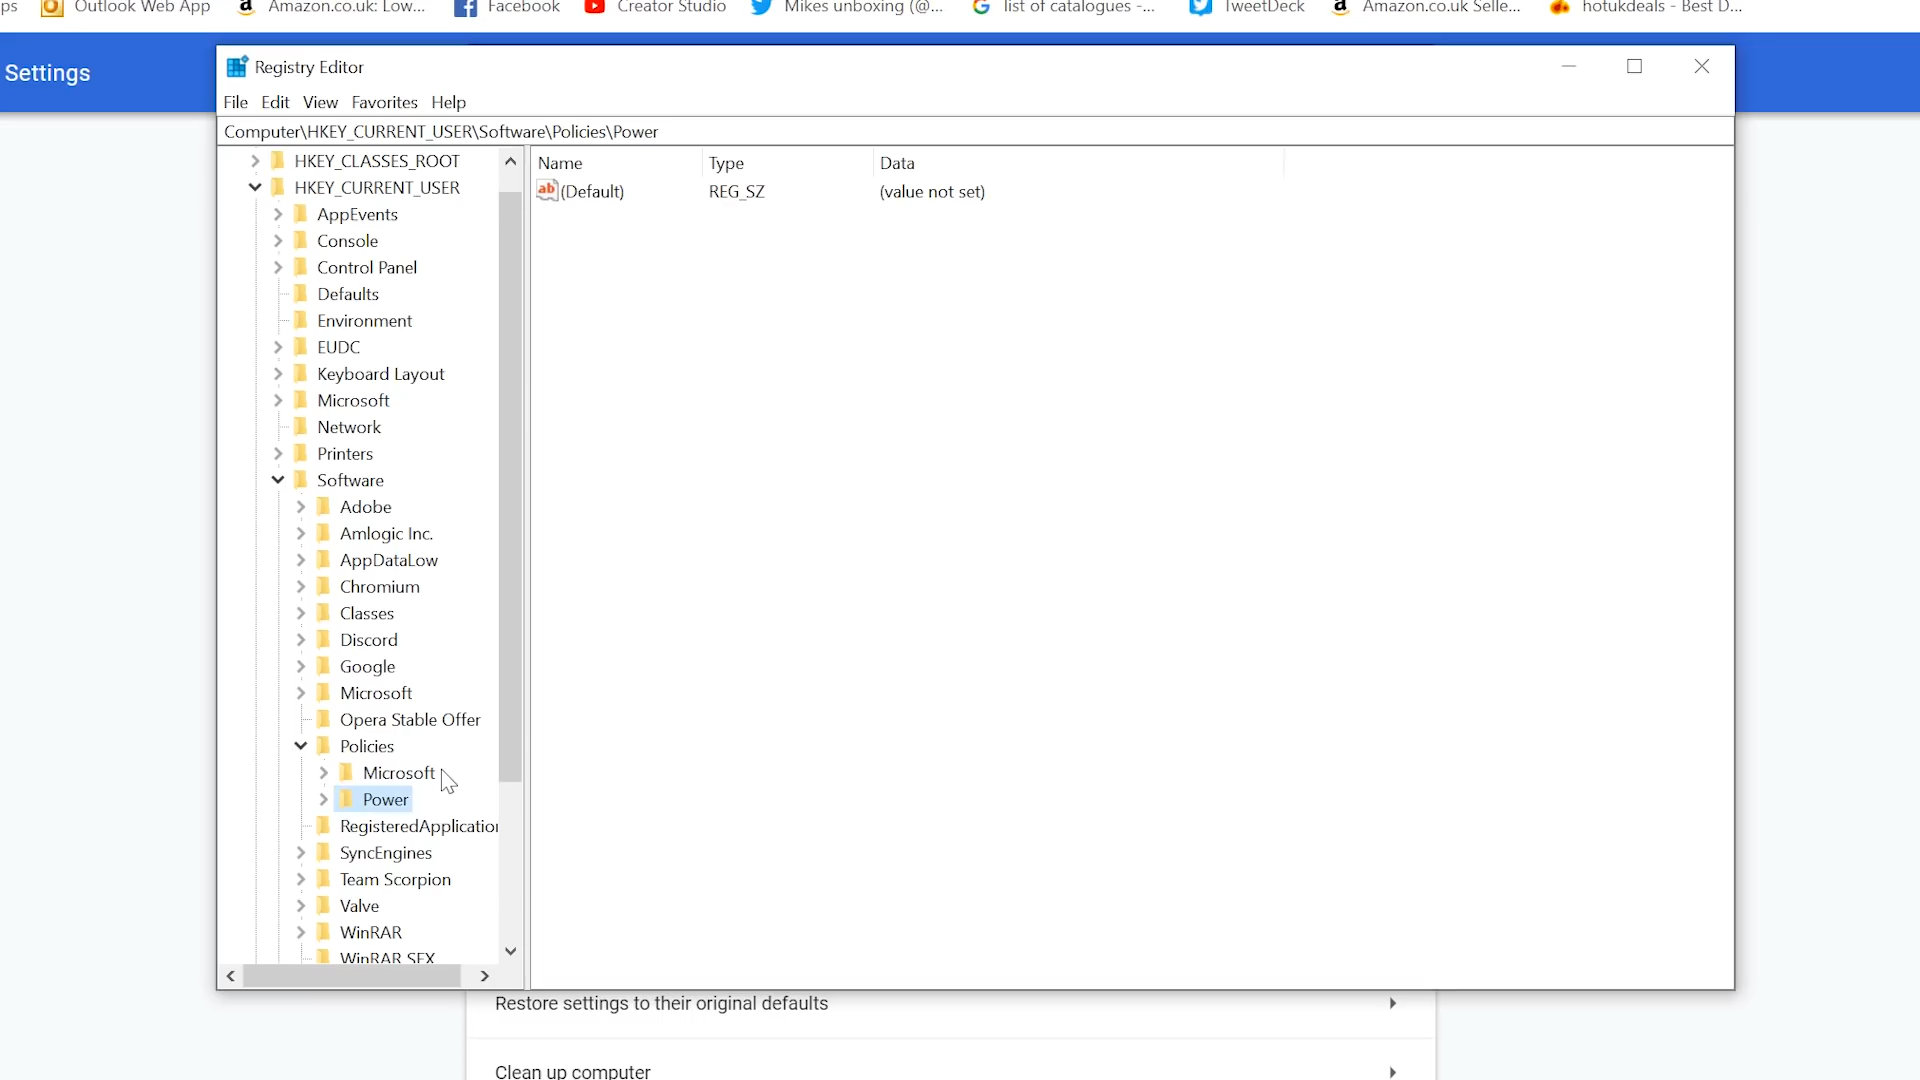 ps Outlook Web App Amazon.co.uk: Low... Facebook Creator Studio Mikes unboxing (@... list of catalogues -... TweetDeck Amazon.co.uk Selle... hotukdeals - Best D...
Settings
Registry Editor
File Edit View Favorites Help
Computer\HKEY_CURRENT_USER\Software\Policies\Power
HKEY_CLASSES_ROOT
HKEY_CURRENT_USER
AppEvents
Console
Control Panel
Defaults
Environment
EUDC
Keyboard Layout
Microsoft
Network
Printers
Software
Adobe
Amlogic Inc.
AppDataLow
Chromium
Classes
Discord
Google
Microsoft
Opera Stable Offer
Policies
Microsoft
Power
RegisteredApplication
SyncEngines
Team Scorpion
Valve
WinRAR
WinRAR SFX
Name Type Data
ab (Default) REG_SZ (value not set)
Restore settings to their original defaults
Clean up computer